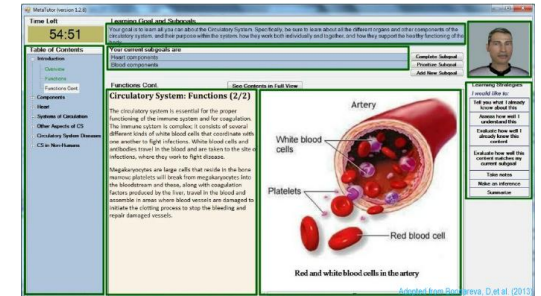 MetaTutor (version 1.2.8)
Time Left
54:51
Learning Goal and Subgoals
Your goal is to learn all you can about the Circulatory System. Specifically, be sure to learn about all the different organs and other components of the
circulatory system, and their purpose within the system, how they work both individually and together, and how they support the healthy functioning of the
Your current subgoals are
Heart components
Blood components
Complete Subgoal
Prioritize Subgoal
Add New Subgoal
Table of Contents
Introduction
Overview
Functions
Functions Cont.
Components
Heart
Systems of Circulation
Other Aspects of CS
Circulatory System Diseases
CS in Non-Humans
Functions Cont.
See Contents in Full View
Circulatory System: Functions (2/2)
The circulatory system is essential for the proper
functioning of the immune system and for coagulation.
The immune system is complex; it consists of several
different kinds of white blood cells that coordinate with
one another to fight infections. White blood cells and
antibodies travel in the blood and are taken to the site o
infections, where they work to fight disease.
Megakaryocytes are large cells that reside in the bone
marrow; platelets will break from megakaryocytes into
the bloodstream and these, along with coagulation
factors produced by the liver, travel in the blood and
assemble in areas where blood vessels are damaged to
initiate the clotting process to stop the bleeding and
repair damaged vessels.
Artery
White blood
cells
Platelets
Red blood cell
Red and white blood cells in the artery
Learning Strategies
I would like to:
Tell you what I already
know about this
Assess how well I
understand this
Evaluate how well I
already know this
content
Evaluate how well this
content matches my
current subgoal
Take notes
Make an inference
Summarize
Adopted from Bondareva, D,et al. (2013)